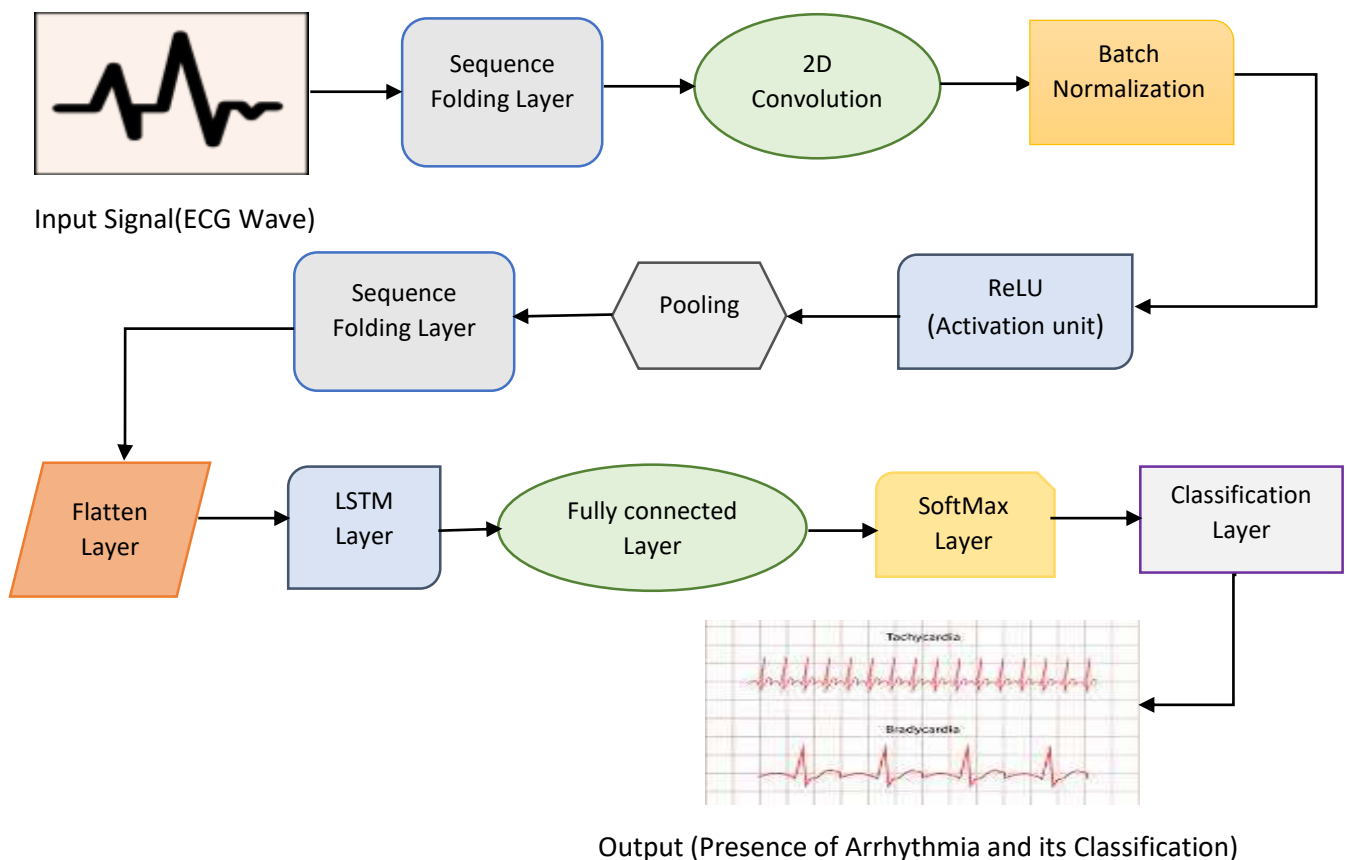 Sequence
Folding Layer
2D
Convolution
Batch
Normalization
Input Signal(ECG Wave)
ReLU
(Activation unit)
Pooling
Sequence
Folding Layer
Flatten
Layer
LSTM
Layer
Fully connected
Layer
SoftMax
Layer
Classification
Layer
Tachycardia
Bradycardia
Output (Presence of Arrhythmia and its Classification)